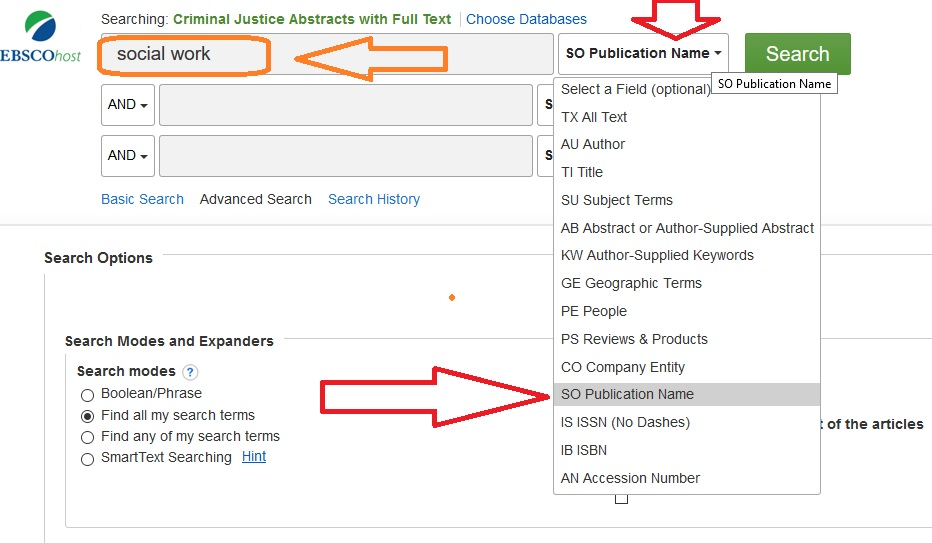 Searching: Criminal Justice Abstracts with Full Text Choose Databases
EBSCOhost
social work SO Publication Name Search
SO Publication Name
AND S
AND S
Select a Field (optional)
TX All Text
AU Author
TI Title
SU Subject Terms
AB Abstract or Author-Supplied Abstract
KW Author-Supplied Keywords
GE Geographic Terms
PE People
PS Reviews & Products
CO Company Entity
SO Publication Name
IS ISSN (No Dashes)
IB ISBN
AN Accession Number
Basic Search Advanced Search Search History
Search Options
Search Modes and Expanders
Search modes ?
Boolean/Phrase
Find all my search terms
Find any of my search terms
SmartText Searching Hint
t of the articles